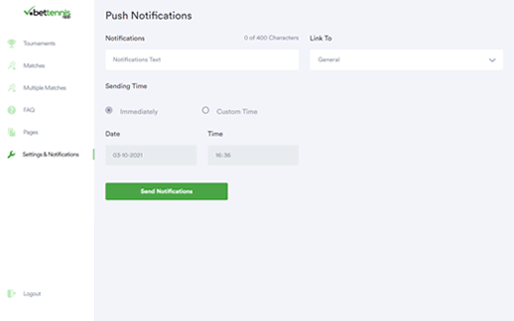 bettennis
Push Notifications
Notifications
0 of 400 Characters
Link To
Notifications Text
General
Tournaments
Matches
Multiple Matches
FAQ
Pages
Settings & Notifications
Logout
Sending Time
Immediately
Custom Time
Date
Time
03-10-2021
16:36
Send Notifications